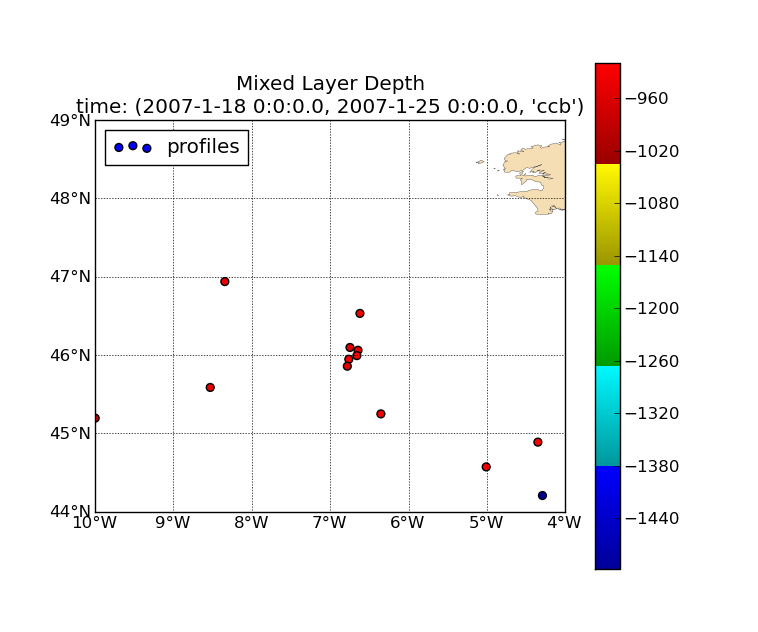 Mixed Layer Depth
time: (2007-1-18 0:0:0.0, 2007-1-25 0:0:0.0, 'ccb')
profiles
49°N
48°N
47°N
46°N
45°N
44°N
10°W 9°W 8°W 7°W 6°W 5°W 4°W
−960
−1020
−1080
−1140
−1200
−1260
−1320
−1380
−1440